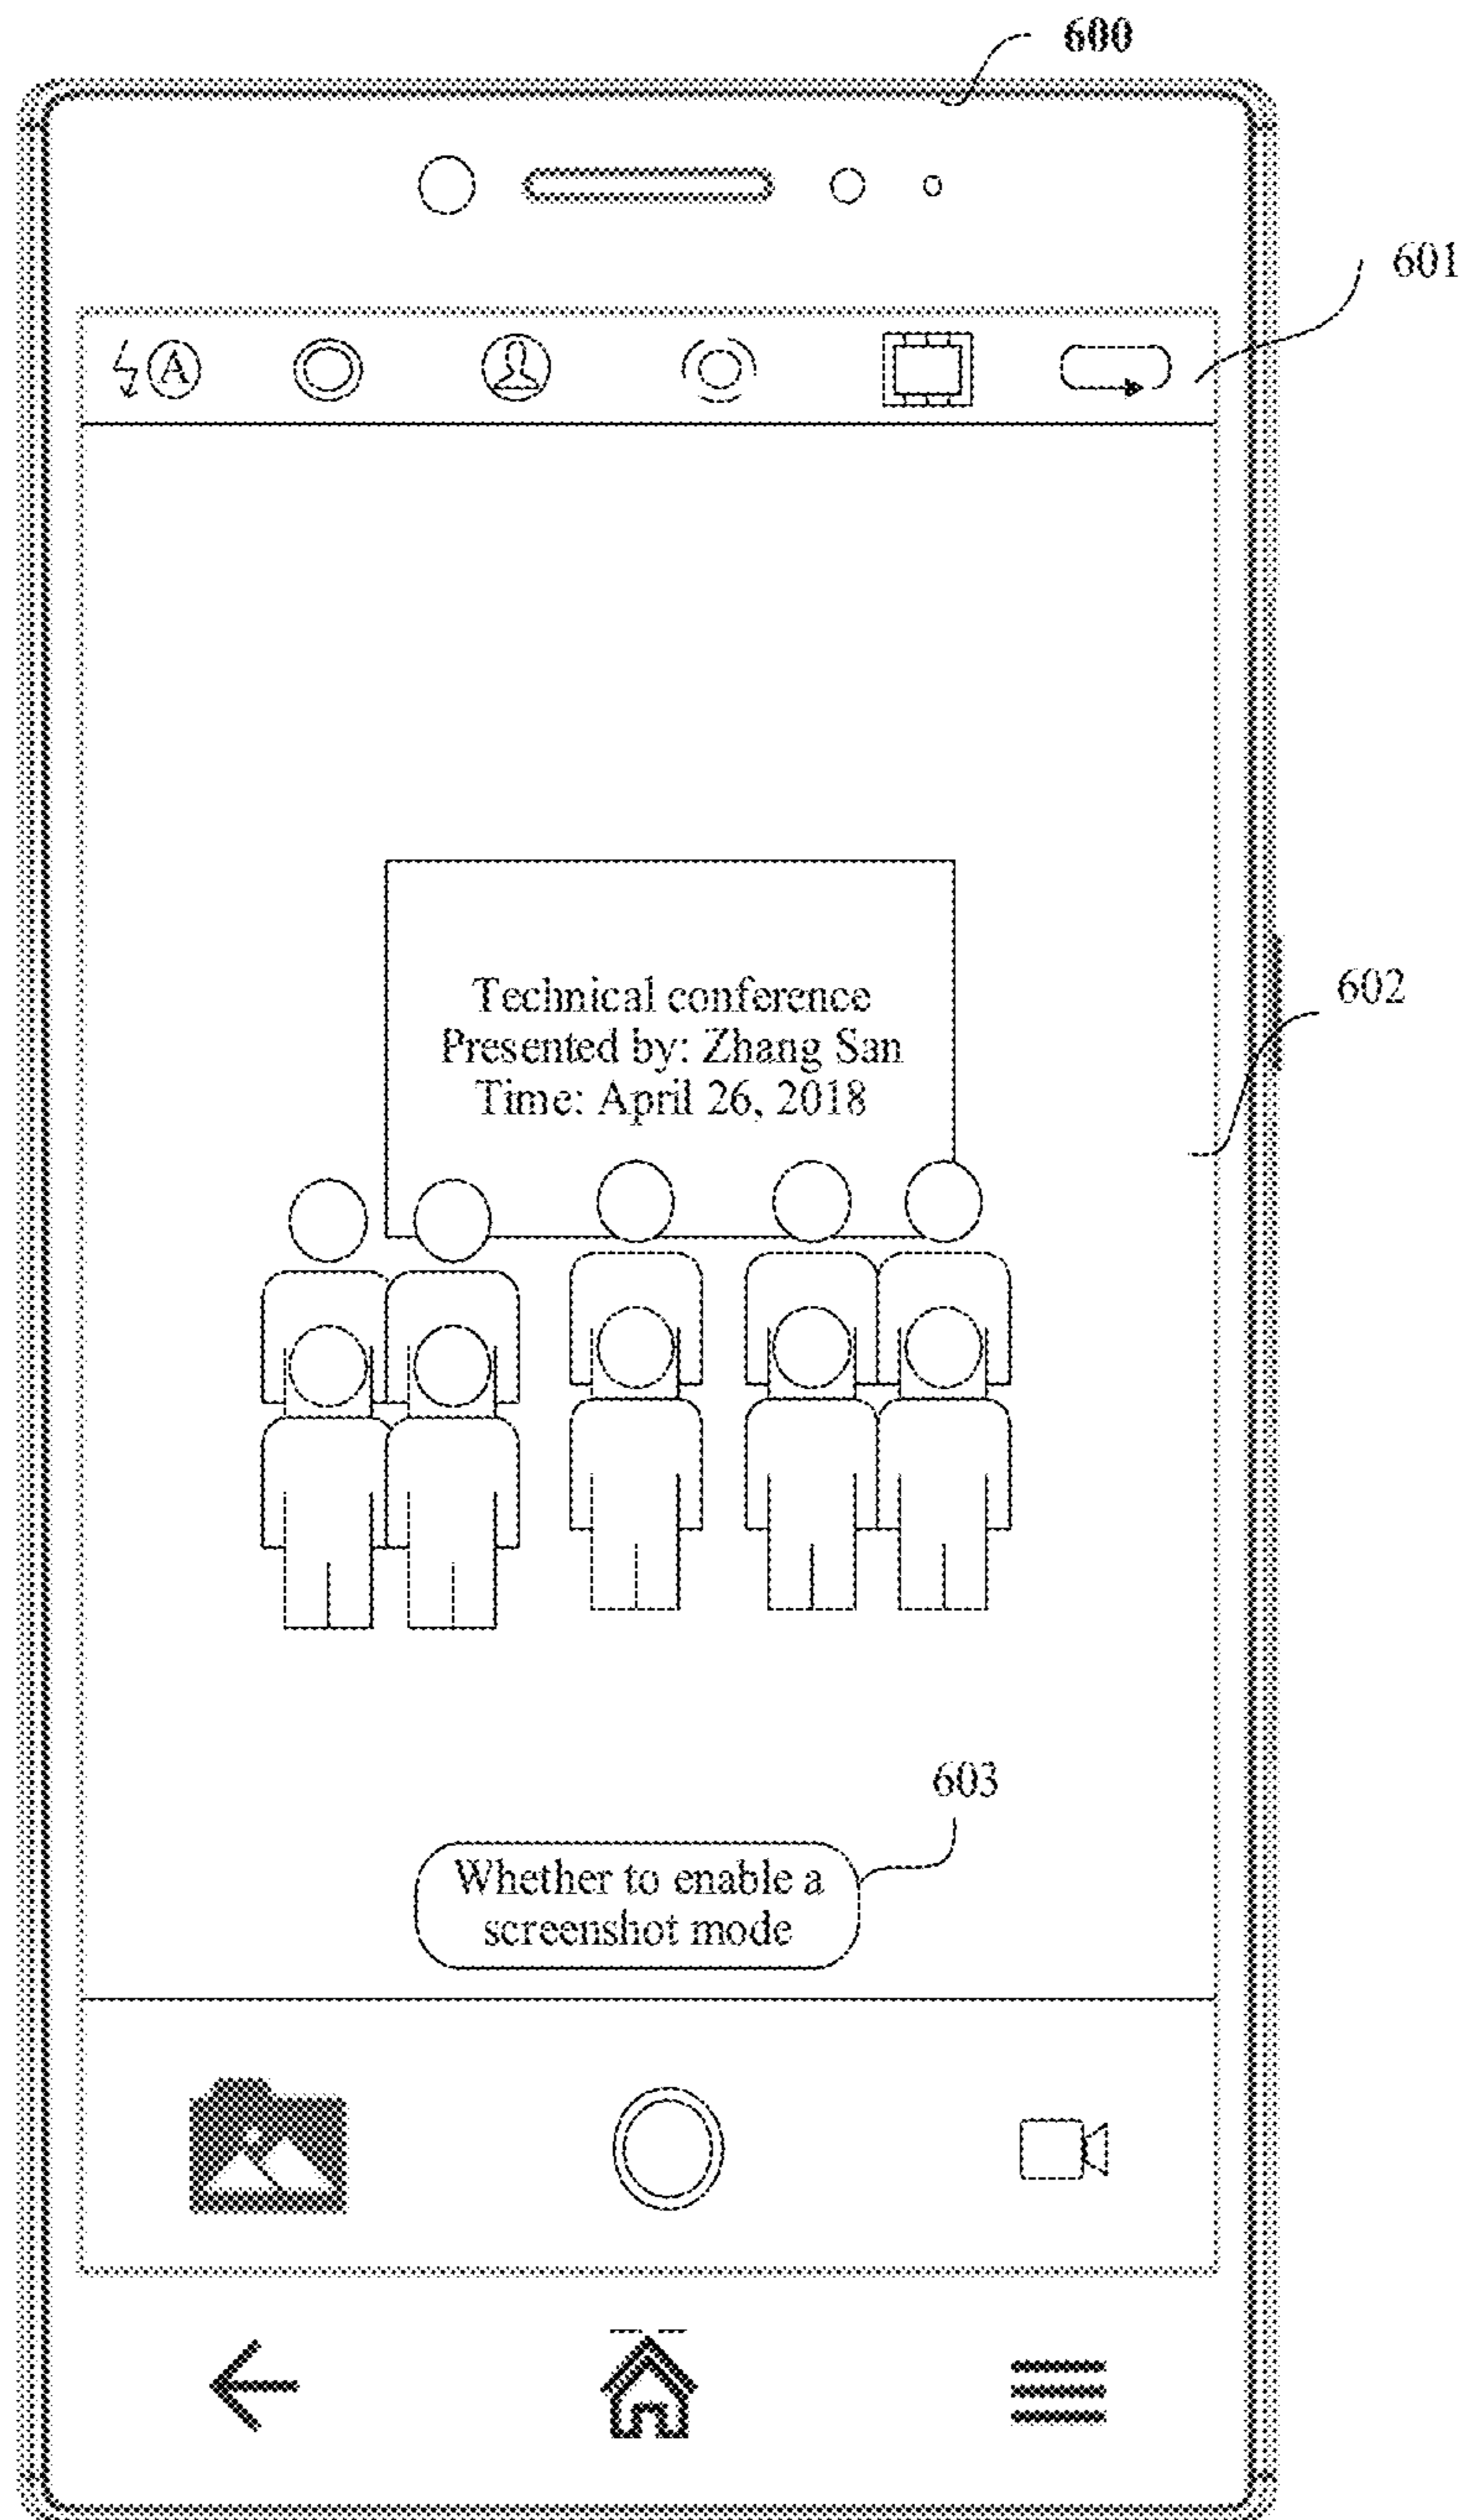 600
601
A
Technical conference
Presented by: Zhang San
Time: April 26, 2018
602
603
Whether to enable a
screenshot mode